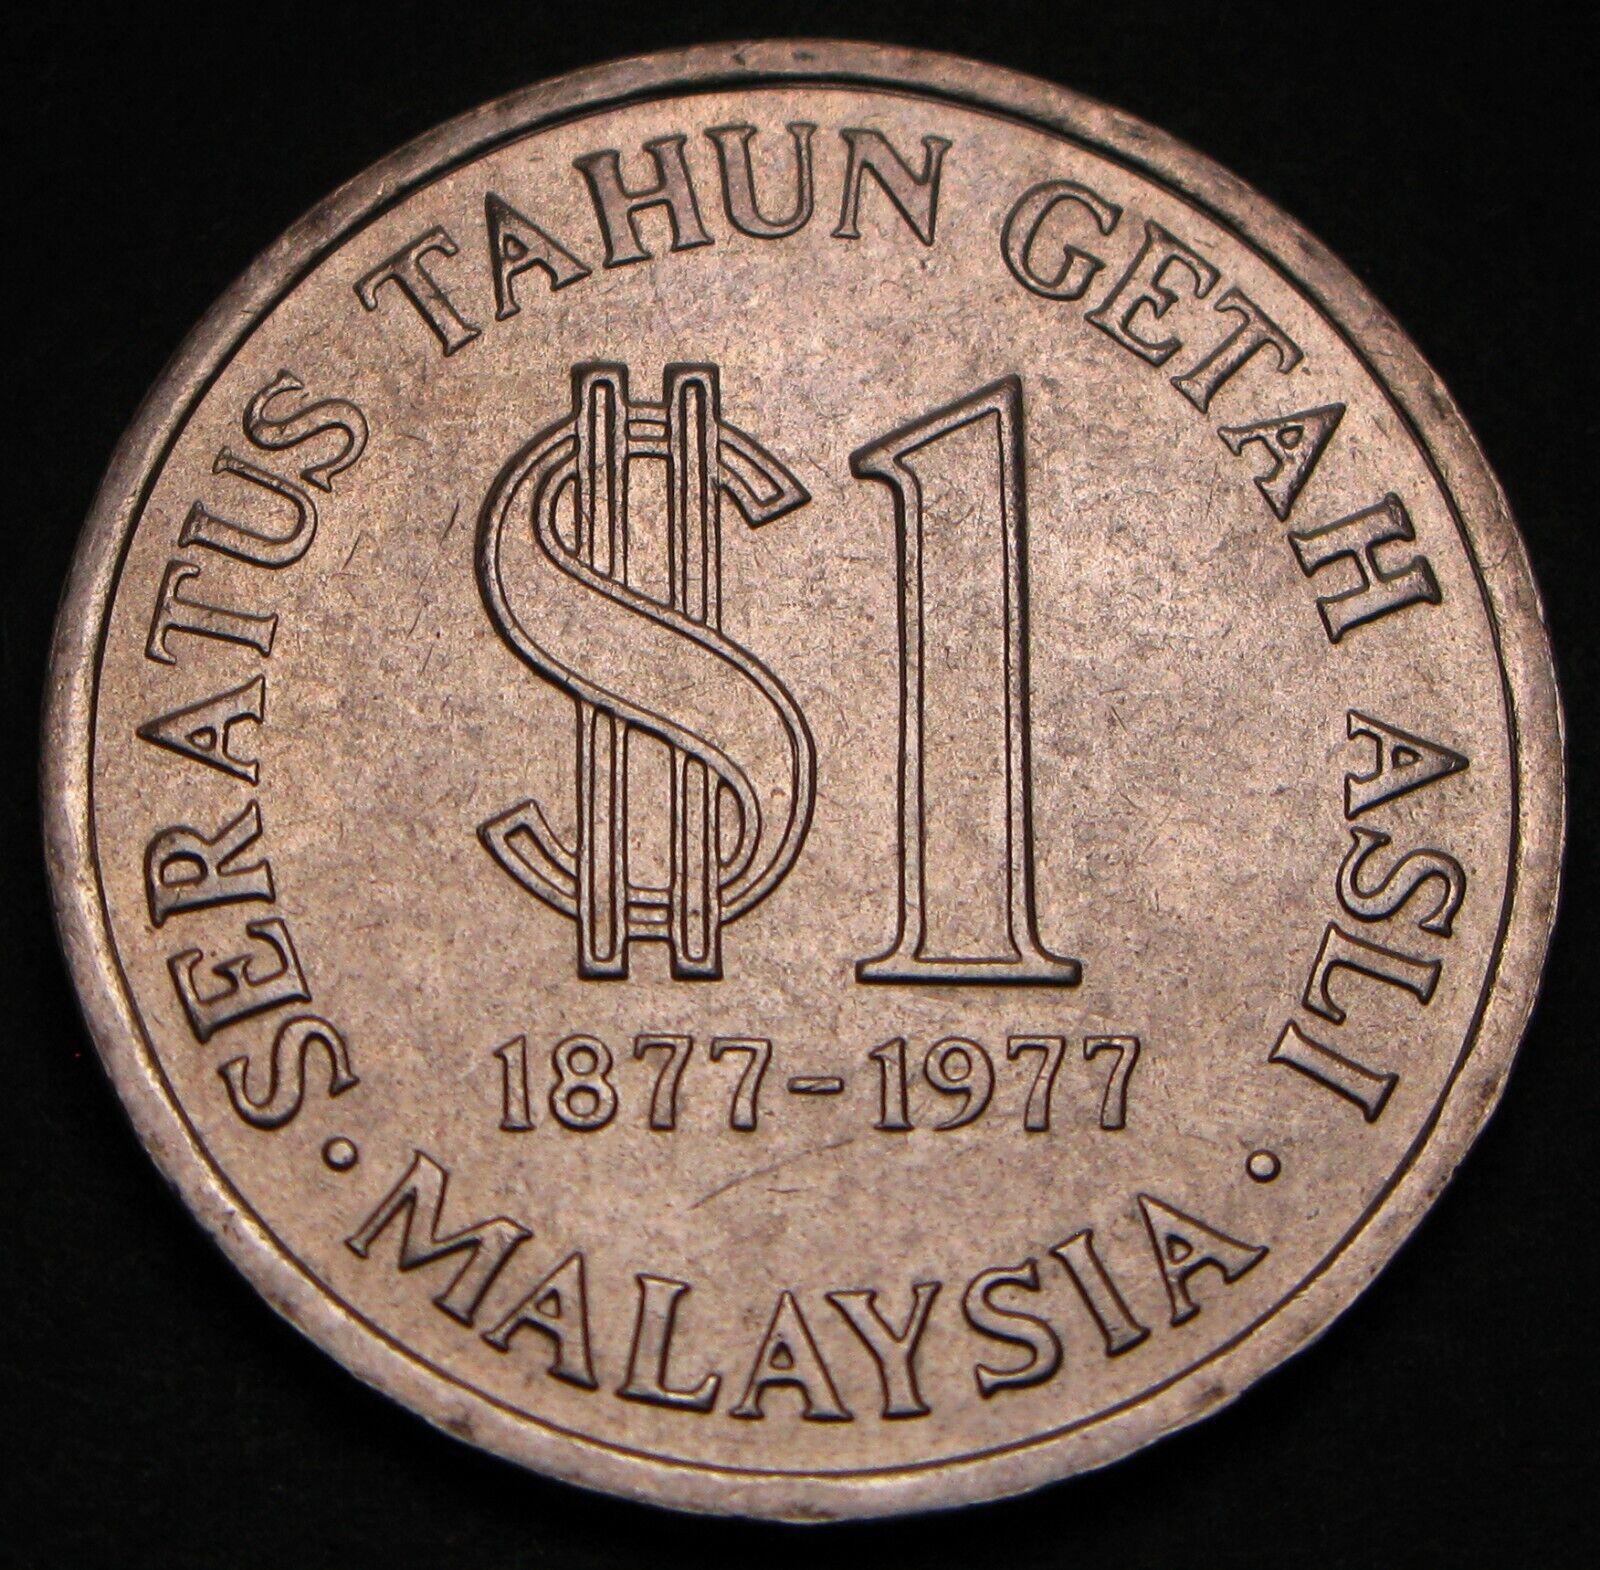 SERATUS TAHUN GETAH ASLI
$1
1877-1977
· MALAYSIA ·